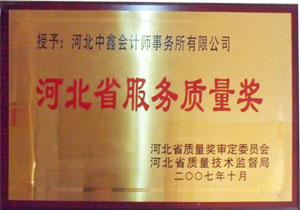 授予：河北中鑫会计师事务所有限公司
河北省服务质量奖
河北省质量奖审定委员会
河北省质量技术监督局
二〇〇七年十月